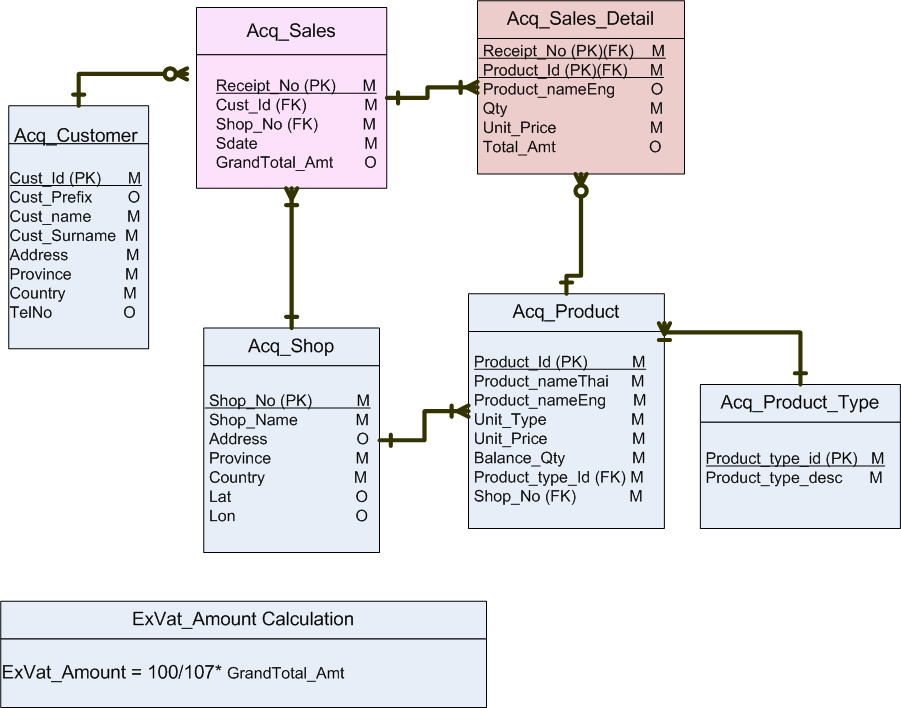 Acq_Sales
Receipt_No (PK) M
Cust_Id (FK) M
Shop_No (FK) M
Sdate M
GrandTotal_Amt O
Acq_Sales_Detail
Receipt_No (PK)(FK) M
Product_Id (PK)(FK) M
Product_nameEng O
Qty M
Unit_Price M
Total_Amt O
Acq_Customer
Cust_Id (PK) M
Cust_Prefix O
Cust_name M
Cust_Surname M
Address M
Province M
Country M
TelNo O
Acq_Shop
Shop_No (PK) M
Shop_Name M
Address O
Province M
Country M
Lat O
Lon O
Acq_Product
Product_Id (PK) M
Product_nameThai M
Product_nameEng M
Unit_Type M
Unit_Price M
Balance_Qty M
Product_type_Id (FK) M
Shop_No (FK) M
Acq_Product_Type
Product_type_id (PK) M
Product_type_desc M
ExVat_Amount Calculation
ExVat_Amount = 100/107* GrandTotal_Amt